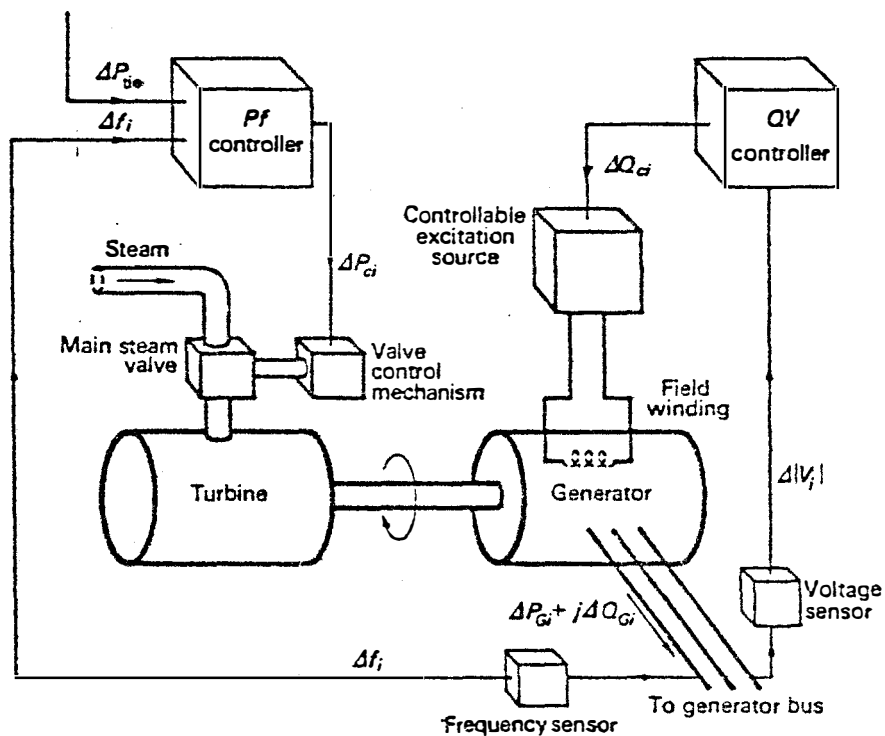 ΔP_tie
Δf_i
Pf
controller
QV
controller
ΔQ_ci
Controllable
excitation
source
Steam
ΔP_ci
Main steam
valve
Valve
control
mechanism
Field
winding
Turbine
Generator
Δ|V_i|
Voltage
sensor
ΔP_Gi + jΔQ_Gi
Δf_i
Frequency sensor
To generator bus